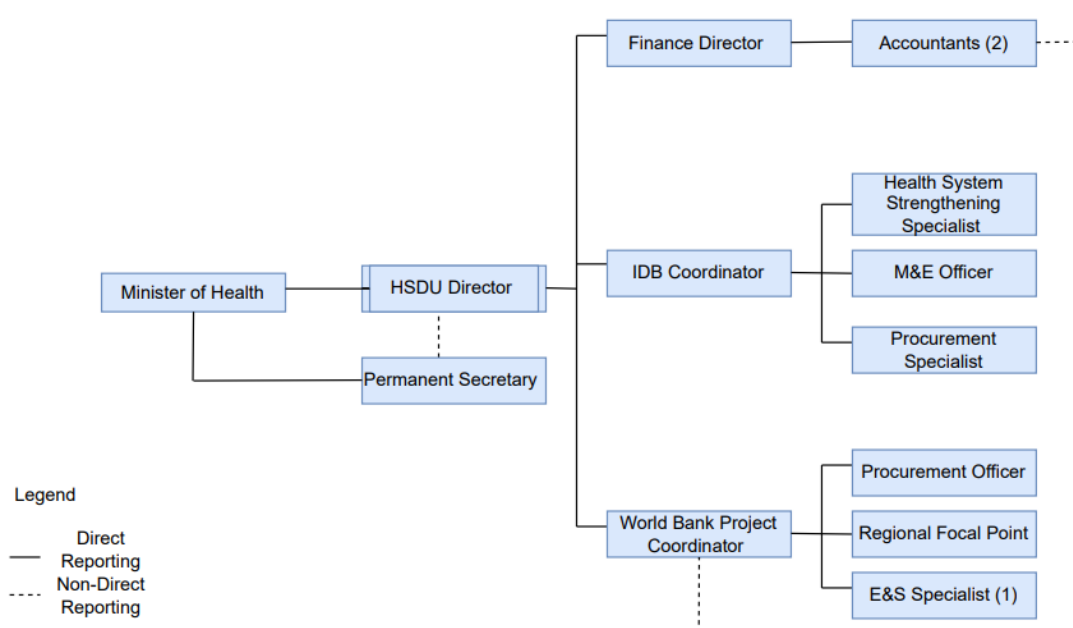 Finance Director
Accountants (2)
Health System
Strengthening
Specialist
IDB Coordinator
M&E Officer
Minister of Health
HSDU Director
Procurement
Specialist
Permanent Secretary
Procurement Officer
World Bank Project
Coordinator
Regional Focal Point
E&S Specialist (1)
Legend
Direct
Reporting
Non-Direct
Reporting